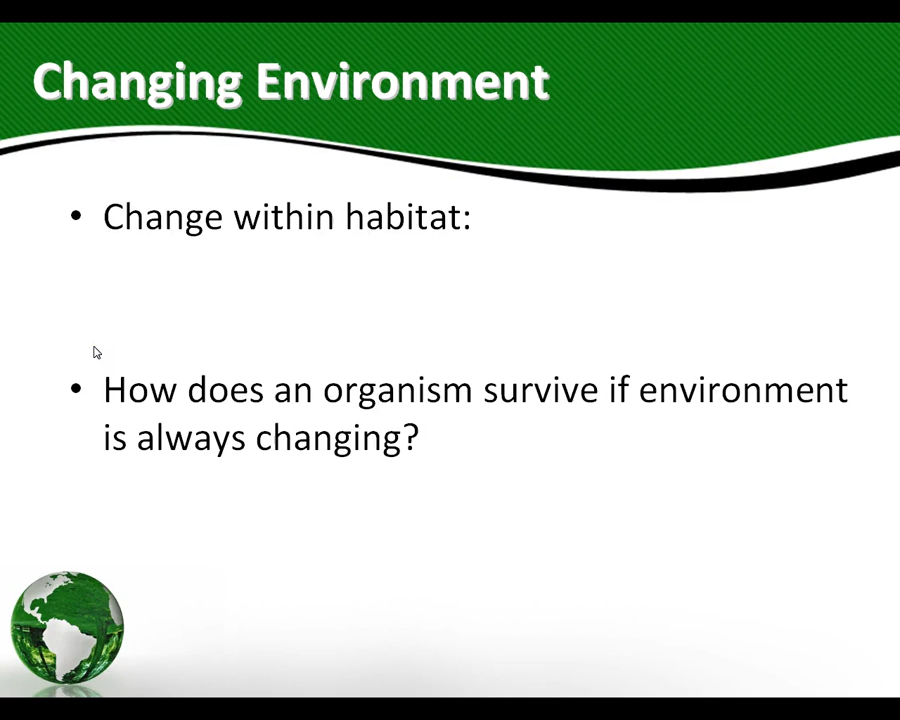 Changing Environment
• Change within habitat:
• How does an organism survive if environment
is always changing?